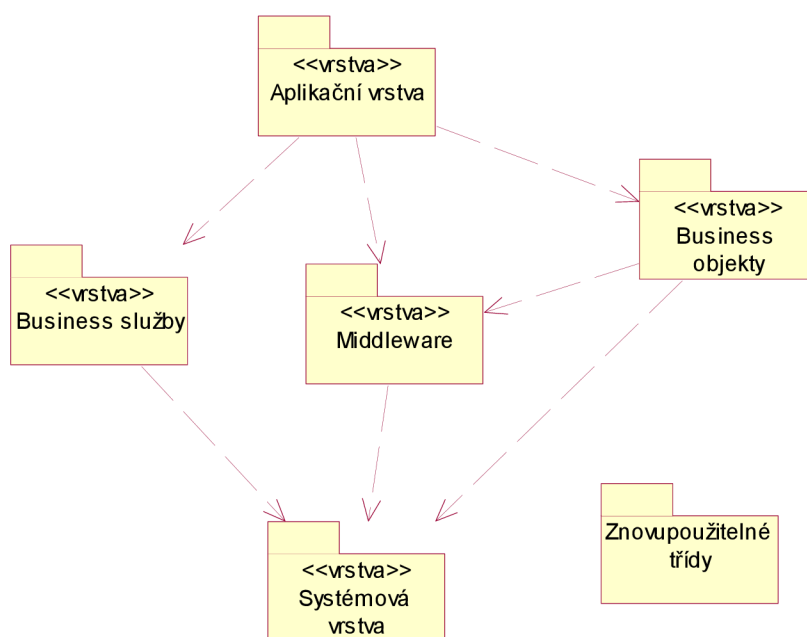 <<vrstva>>
Aplikační vrstva
<<vrstva>>
Business
objekty
<<vrstva>>
Business služby
<<vrstva>>
Middleware
Znovupoužitelné
třídy
<<vrstva>>
Systémová
vrstva